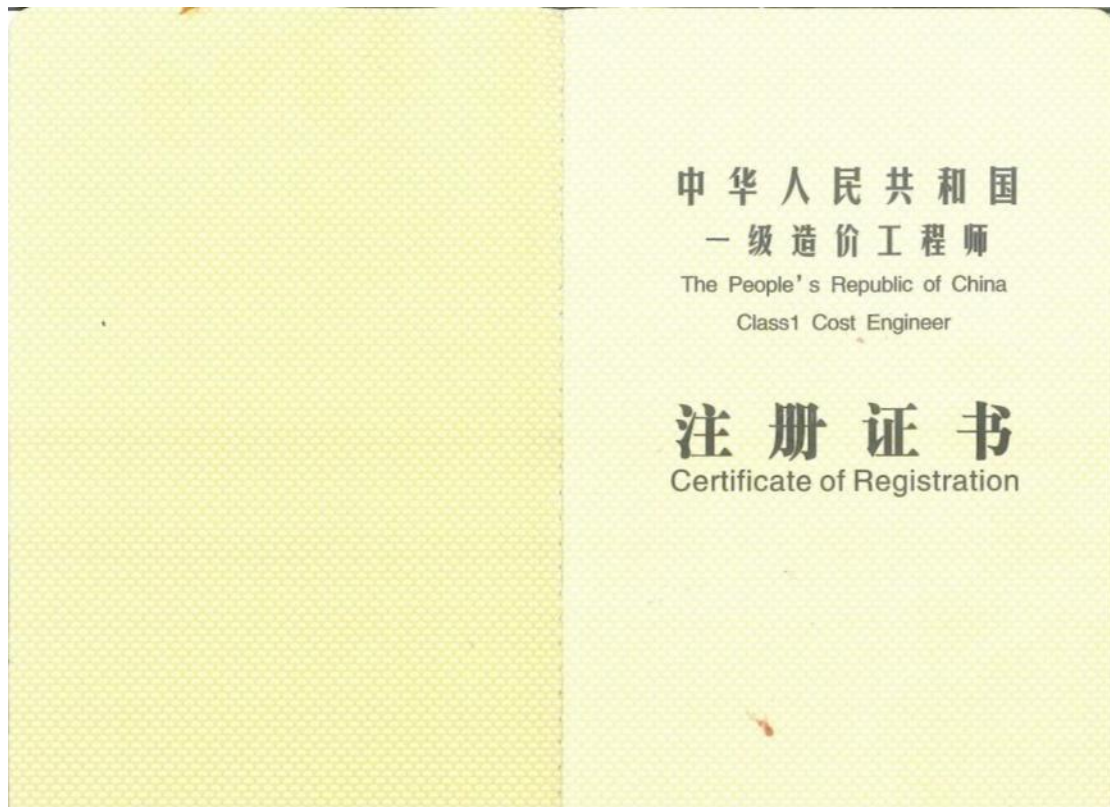 中华人民共和国
一级造价工程师
The People's Republic of China
Class1 Cost Engineer
注册证书
Certificate of Registration